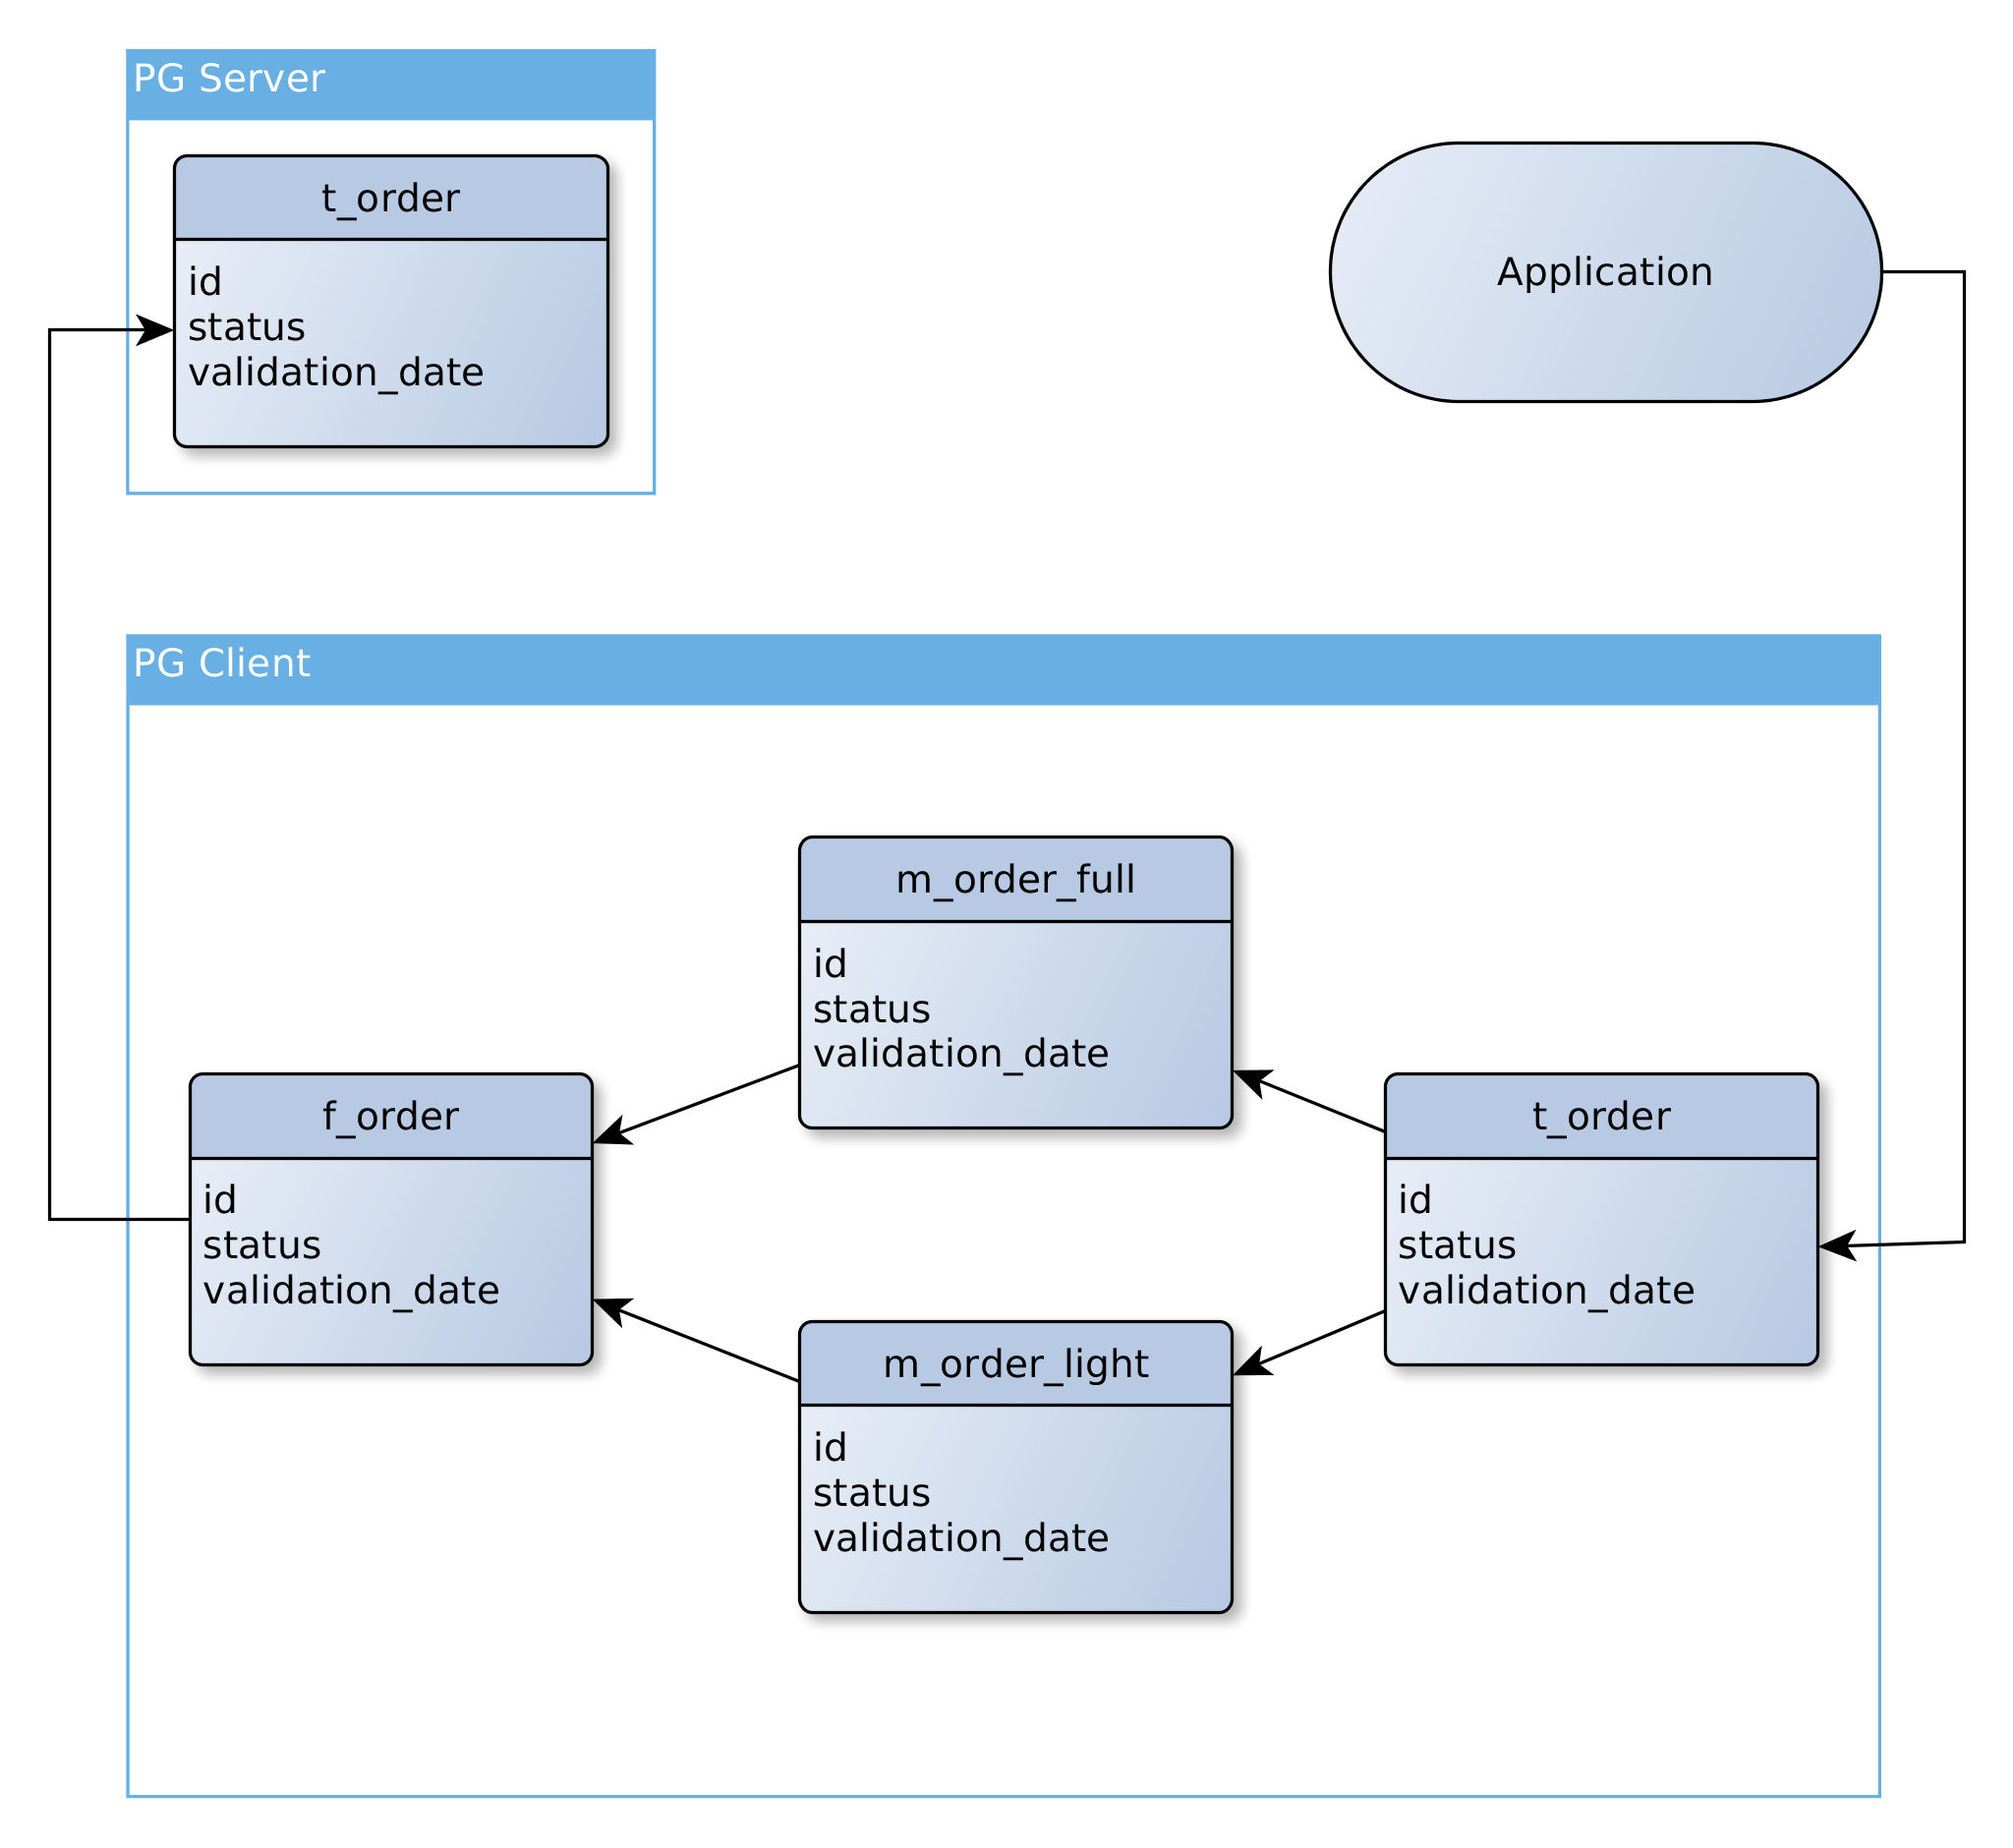 PG Server
t_order
id
status
validation_date
Application
PG Client
m_order_full
id
status
validation_date
f_order
id
status
validation_date
t_order
id
status
validation_date
m_order_light
id
status
validation_date